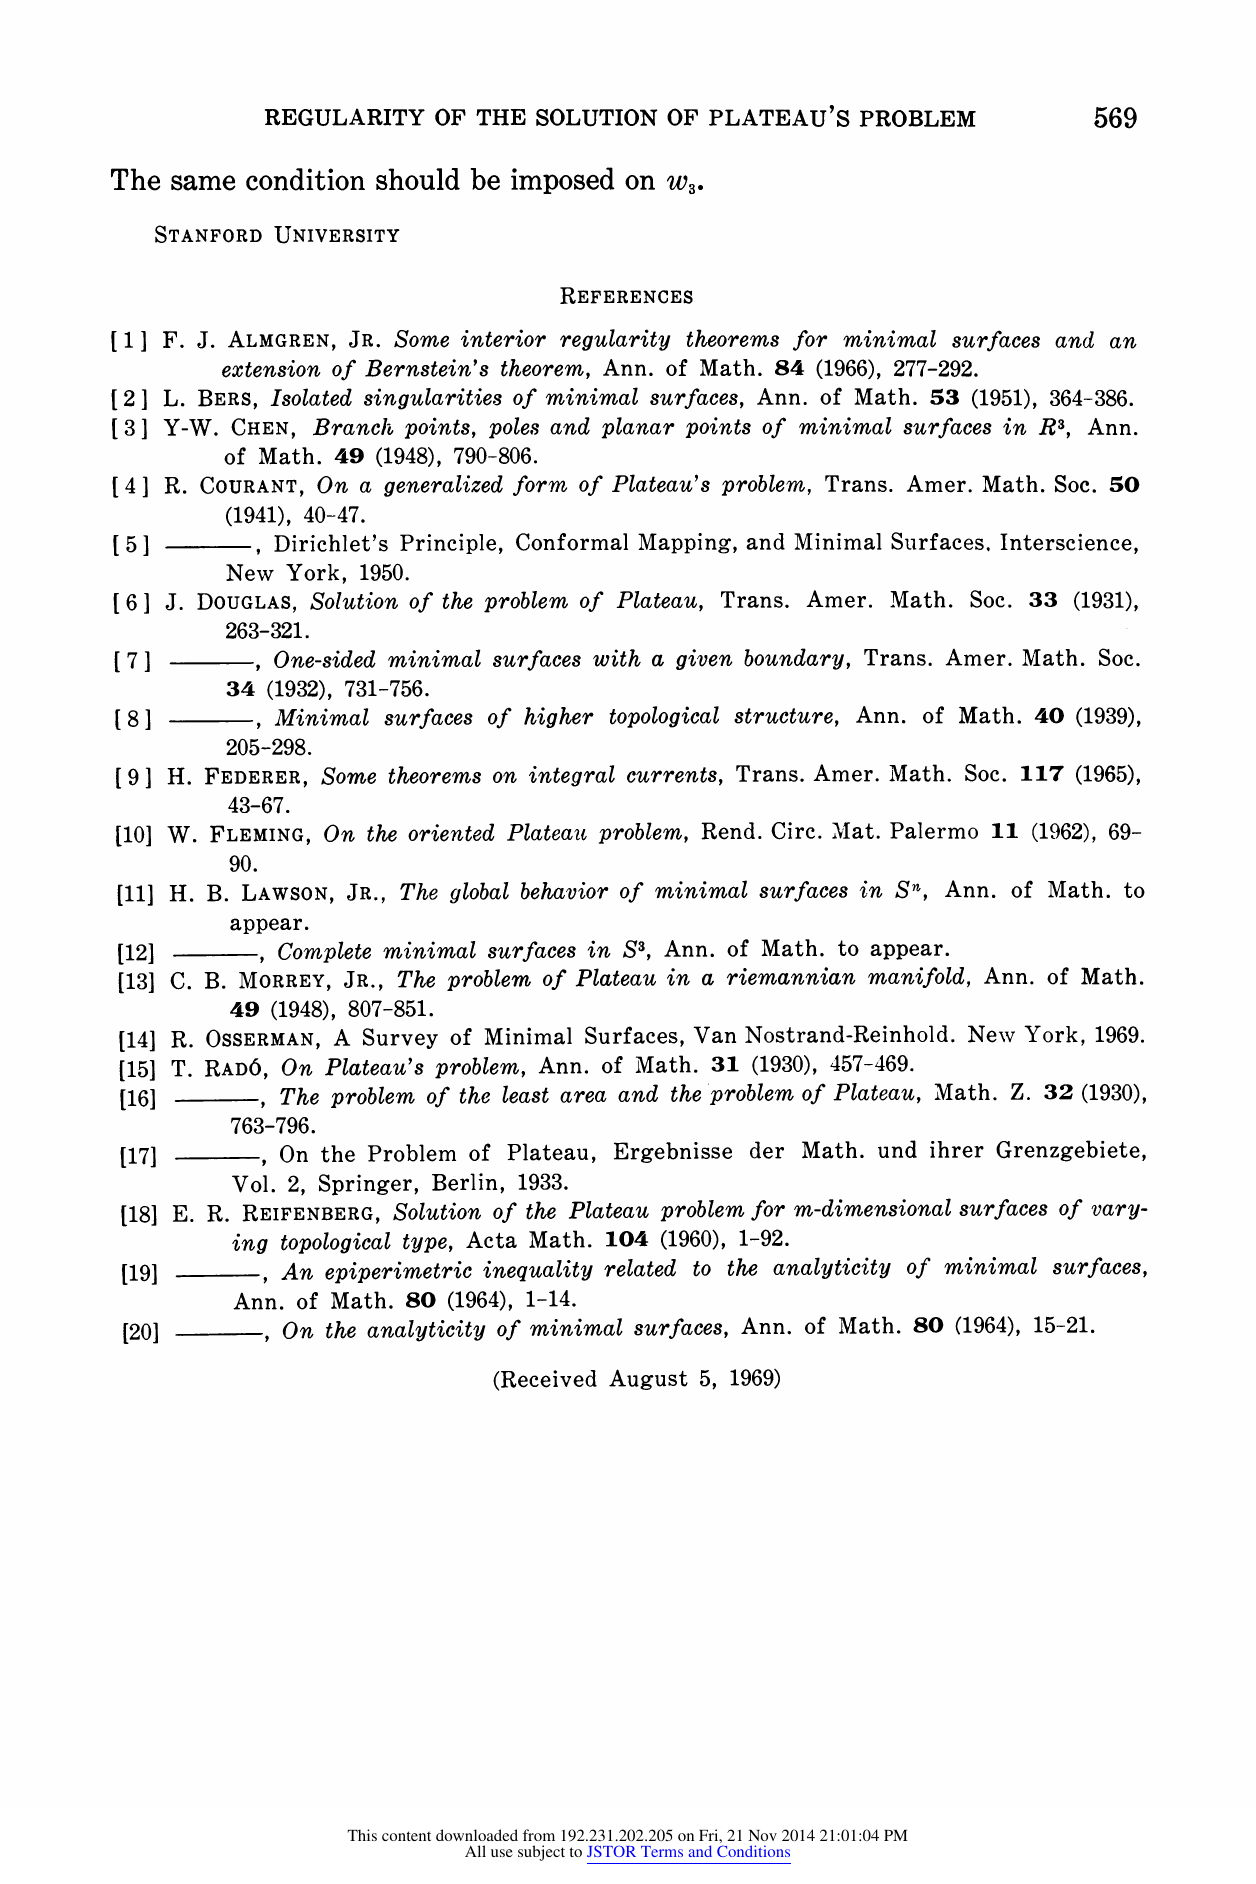 REGULARITY OF THE SOLUTION OF PLATEAU'S PROBLEM 569
The same condition should be imposed on w₃.
STANFORD UNIVERSITY
REFERENCES
[1] F. J. ALMGREN, JR. Some interior regularity theorems for minimal surfaces and an
extension of Bernstein's theorem, Ann. of Math. 84 (1966), 277-292.
[2] L. BERS, Isolated singularities of minimal surfaces, Ann. of Math. 53 (1951), 364-386.
[3] Y-W. CHEN, Branch points, poles and planar points of minimal surfaces in R³, Ann.
of Math. 49 (1948), 790-806.
[4] R. COURANT, On a generalized form of Plateau's problem, Trans. Amer. Math. Soc. 50
(1941), 40-47.
[5] ———, Dirichlet's Principle, Conformal Mapping, and Minimal Surfaces. Interscience,
New York, 1950.
[6] J. DOUGLAS, Solution of the problem of Plateau, Trans. Amer. Math. Soc. 33 (1931),
263-321.
[7] ———, One-sided minimal surfaces with a given boundary, Trans. Amer. Math. Soc.
34 (1932), 731-756.
[8] ———, Minimal surfaces of higher topological structure, Ann. of Math. 40 (1939),
205-298.
[9] H. FEDERER, Some theorems on integral currents, Trans. Amer. Math. Soc. 117 (1965),
43-67.
[10] W. FLEMING, On the oriented Plateau problem, Rend. Circ. Mat. Palermo 11 (1962), 69-
90.
[11] H. B. LAWSON, JR., The global behavior of minimal surfaces in Sⁿ, Ann. of Math. to
appear.
[12] ———, Complete minimal surfaces in S³, Ann. of Math. to appear.
[13] C. B. MORREY, JR., The problem of Plateau in a riemannian manifold, Ann. of Math.
49 (1948), 807-851.
[14] R. OSSERMAN, A Survey of Minimal Surfaces, Van Nostrand-Reinhold. New York, 1969.
[15] T. RADÓ, On Plateau's problem, Ann. of Math. 31 (1930), 457-469.
[16] ———, The problem of the least area and the problem of Plateau, Math. Z. 32 (1930),
763-796.
[17] ———, On the Problem of Plateau, Ergebnisse der Math. und ihrer Grenzgebiete,
Vol. 2, Springer, Berlin, 1933.
[18] E. R. REIFENBERG, Solution of the Plateau problem for m-dimensional surfaces of vary-
ing topological type, Acta Math. 104 (1960), 1-92.
[19] ———, An epiperimetric inequality related to the analyticity of minimal surfaces,
Ann. of Math. 80 (1964), 1-14.
[20] ———, On the analyticity of minimal surfaces, Ann. of Math. 80 (1964), 15-21.
(Received August 5, 1969)
This content downloaded from 192.231.202.205 on Fri, 21 Nov 2014 21:01:04 PM
All use subject to JSTOR Terms and Conditions